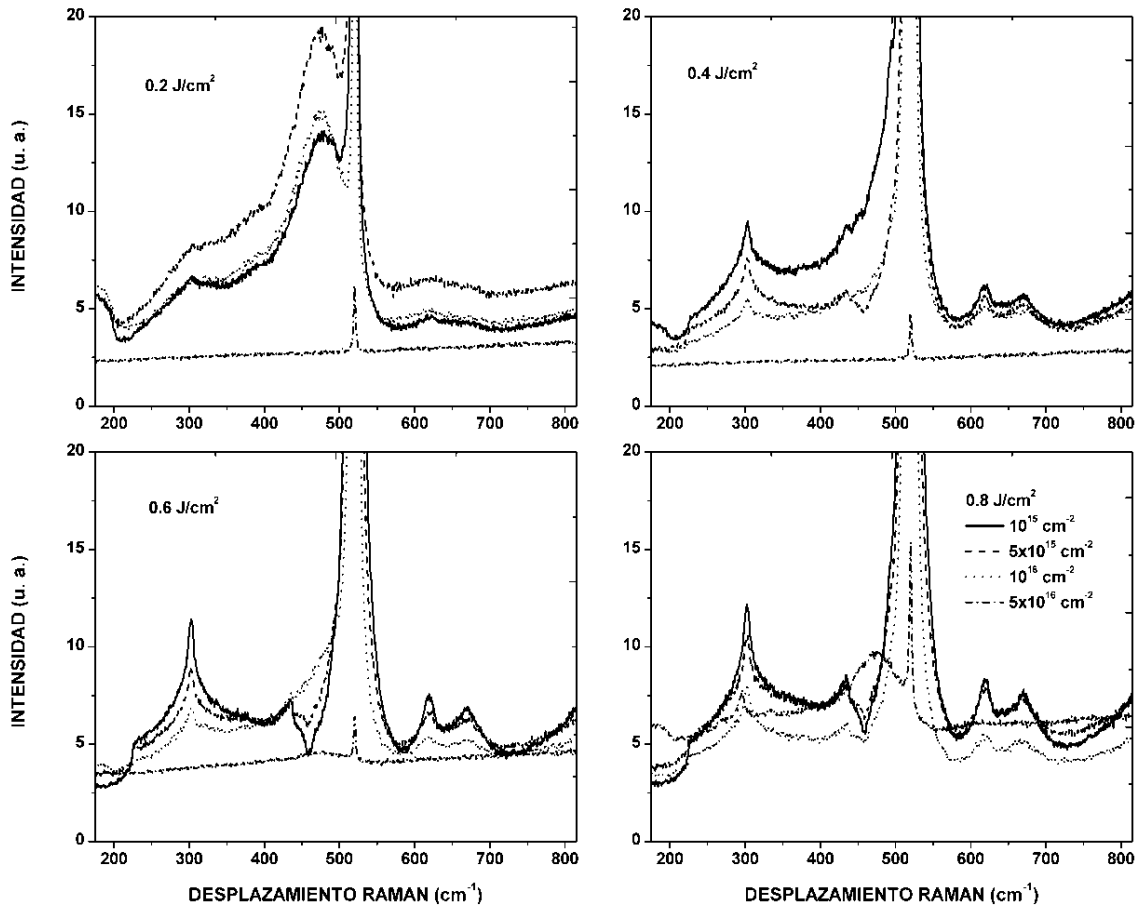 0.2 J/cm²
INTENSIDAD (u. a.)
20
15
10
5
0
200 300 400 500 600 700 800
0.4 J/cm²
20
15
10
5
0
200 300 400 500 600 700 800
0.6 J/cm²
INTENSIDAD (u. a.)
20
15
10
5
0
200 300 400 500 600 700 800
DESPLAZAMIENTO RAMAN (cm⁻¹)
0.8 J/cm²
10¹⁵ cm⁻²
5x10¹⁵ cm⁻²
10¹⁶ cm⁻²
5x10¹⁶ cm⁻²
20
15
10
5
0
200 300 400 500 600 700 800
DESPLAZAMIENTO RAMAN (cm⁻¹)